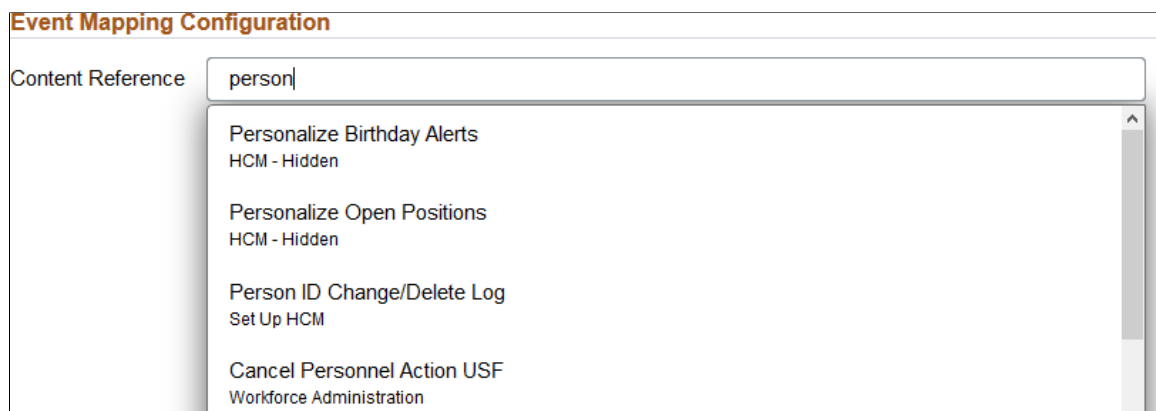 Event Mapping Configuration
Content Reference person
Personalize Birthday Alerts
HCM - Hidden
Personalize Open Positions
HCM - Hidden
Person ID Change/Delete Log
Set Up HCM
Cancel Personnel Action USF
Workforce Administration